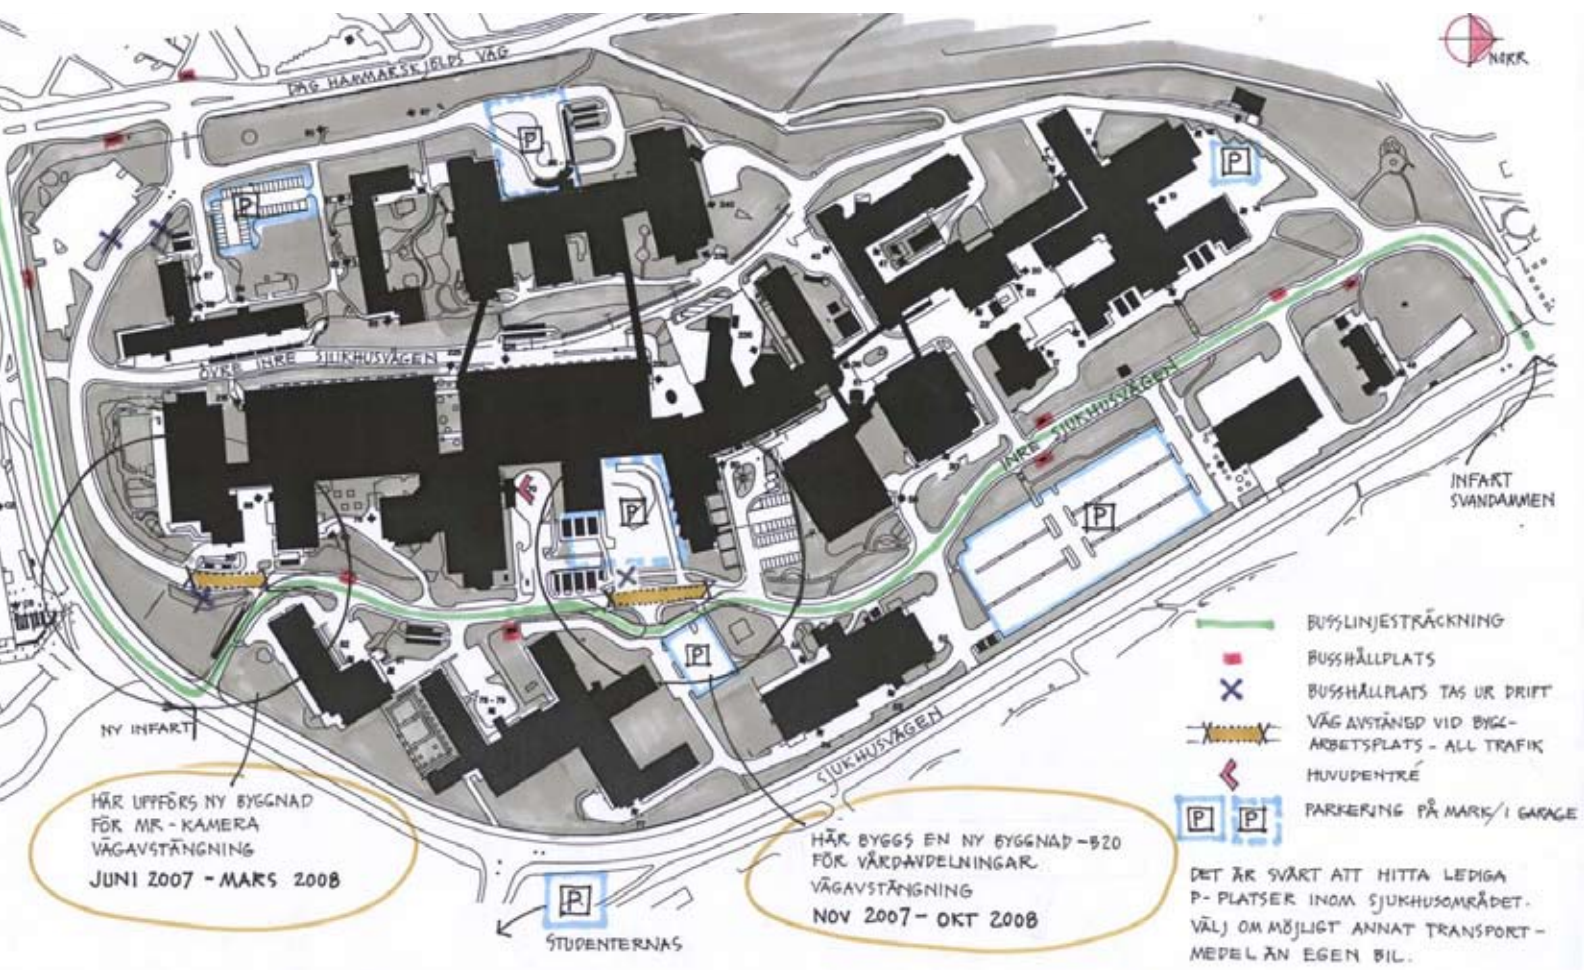 DAG HAMMARSKJÖLDS VÄG
NORR
P
P
P
ÖVRE INRE SJUKHUSVÄGEN
INRE SJUKHUSVÄGEN
P
P
P
INFART
SVANDAMMEN
NY INFART
SJUKHUSVÄGEN
BUSSLINJESTRÄCKNING
BUSSHÅLLPLATS
BUSSHÅLLPLATS TAS UR DRIFT
VÄG AVSTÄNGD VID BYGG-
ARBETSPLATS - ALL TRAFIK
HUVUDENTRÉ
P P PARKERING PÅ MARK/I GARAGE
HÄR UPPFÖRS NY BYGGNAD
FÖR MR-KAMERA
VÄGAVSTÄNGNING
JUNI 2007 - MARS 2008
HÄR BYGGS EN NY BYGGNAD - B20
FÖR VÅRDAVDELNINGAR
VÄGAVSTÄNGNING
NOV 2007 - OKT 2008
P
STUDENTERNAS
DET ÄR SVÅRT ATT HITTA LEDIGA
P-PLATSER INOM SJUKHUSOMRÅDET.
VÄLJ OM MÖJLIGT ANNAT TRANSPORT-
MEDEL ÄN EGEN BIL.